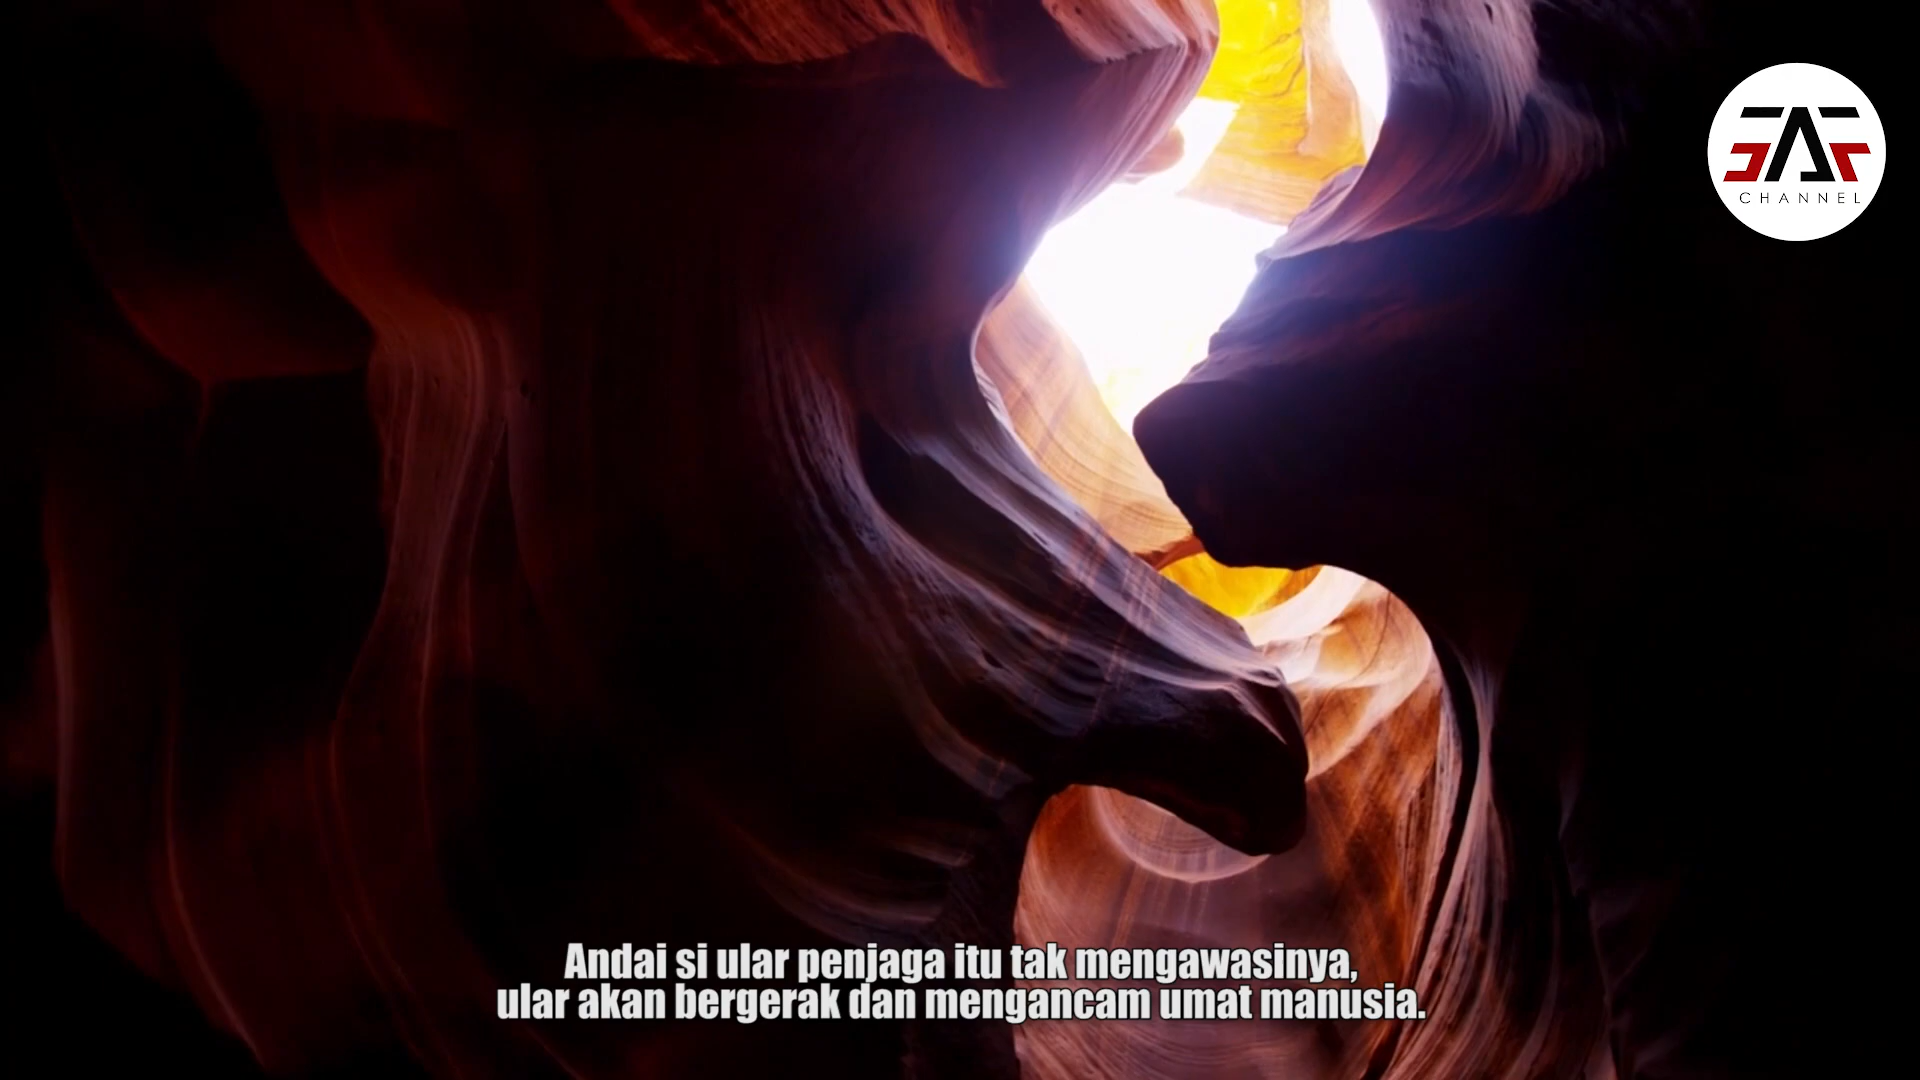 CHANNEL
Andai si ular penjaga itu tak mengawasinya,
ular akan bergerak dan mengancam umat manusia.